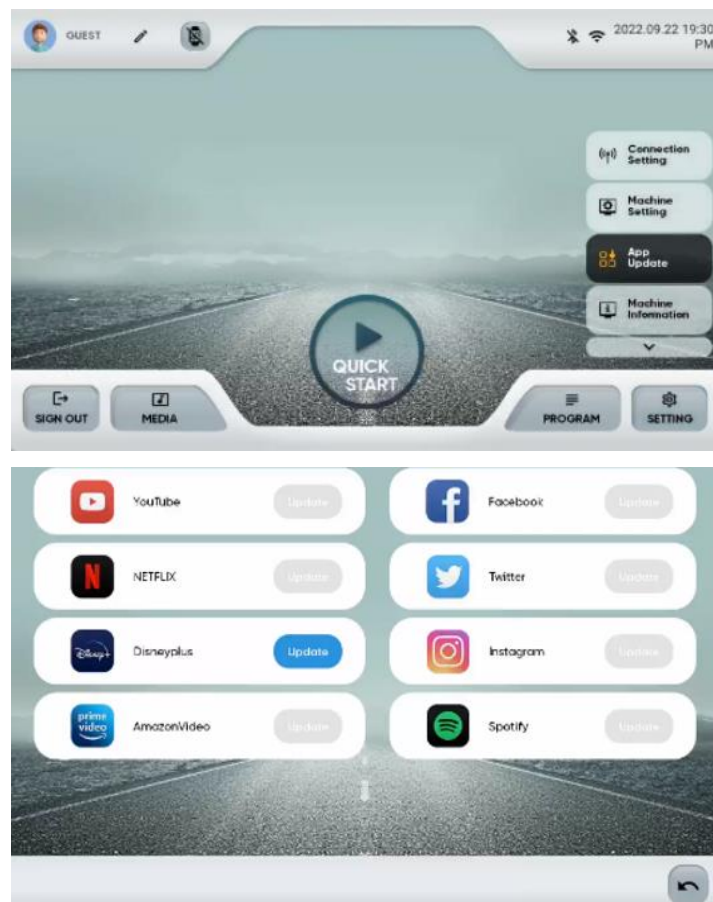 GUEST
2022.09.22 19:30
PM
Connection
Setting
Machine
Setting
App
Update
Machine
Information
QUICK
START
SIGN OUT
MEDIA
PROGRAM
SETTING
YouTube
Update
Facebook
Update
NETFLIX
Update
Twitter
Update
Disney+
Disneyplus
Update
Instagram
Update
prime
video
AmazonVideo
Update
Spotify
Update